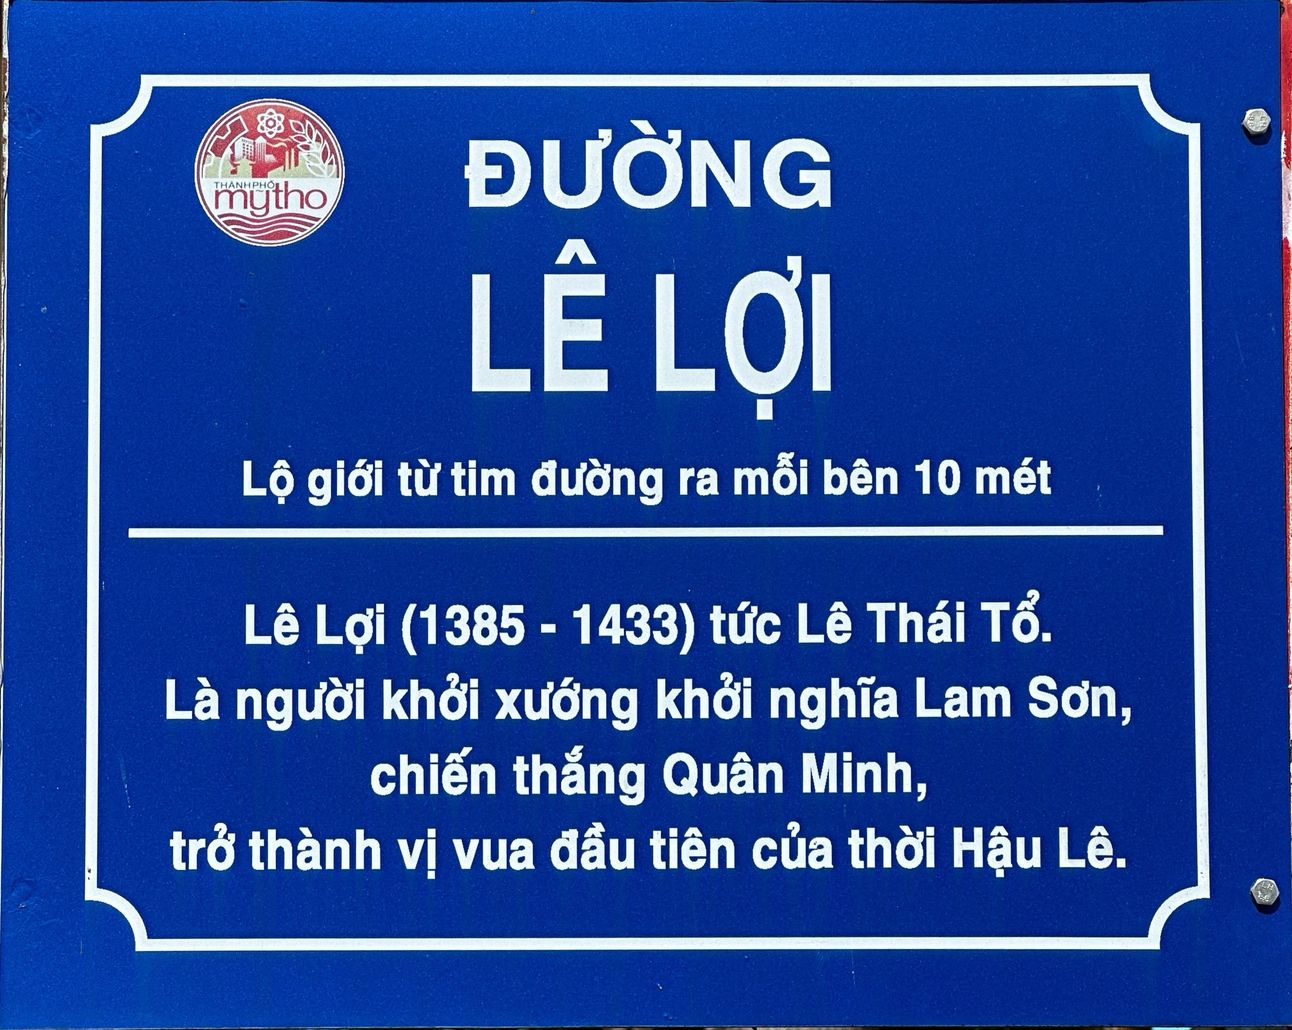 THÀNH PHỐ
mỹtho
ĐƯỜNG
LÊ LỢI
Lộ giới từ tim đường ra mỗi bên 10 mét
Lê Lợi (1385 - 1433) tức Lê Thái Tổ.
Là người khởi xướng khởi nghĩa Lam Sơn,
chiến thắng Quân Minh,
trở thành vị vua đầu tiên của thời Hậu Lê.